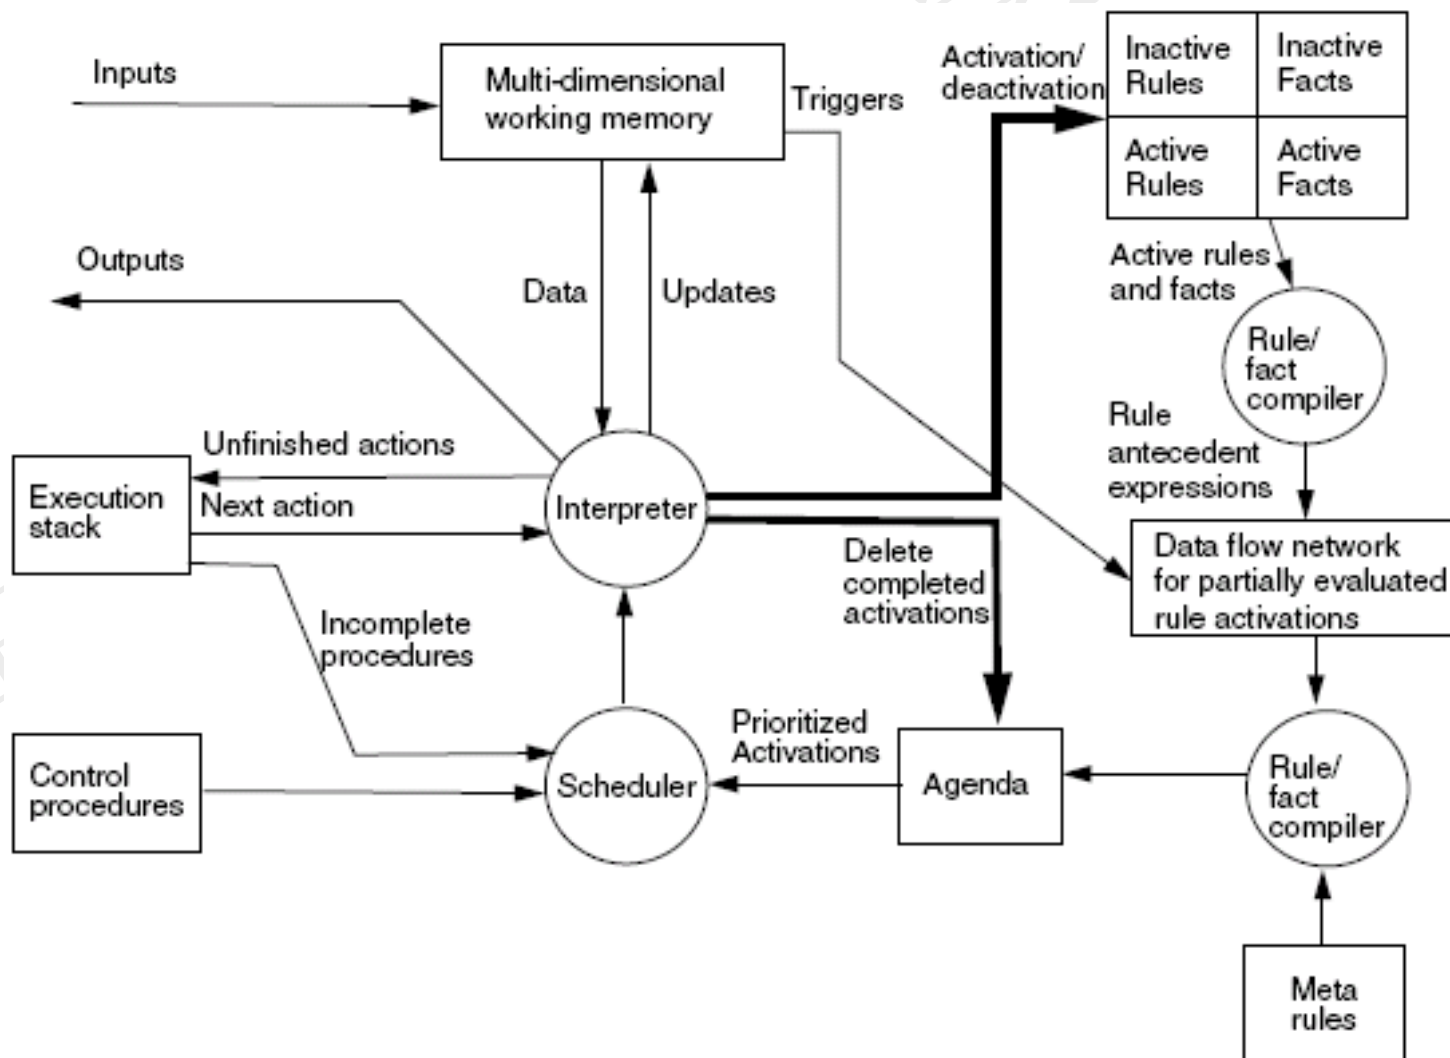 Inputs
Multi-dimensional
working memory
Triggers
Activation/
deactivation
Inactive
Rules
Inactive
Facts
Active
Rules
Active
Facts
Outputs
Data
Updates
Active rules
and facts
Rule/
fact
compiler
Rule
antecedent
expressions
Unfinished actions
Execution
stack
Next action
Interpreter
Delete
completed
activations
Data flow network
for partially evaluated
rule activations
Incomplete
procedures
Control
procedures
Scheduler
Prioritized
Activations
Agenda
Rule/
fact
compiler
Meta
rules